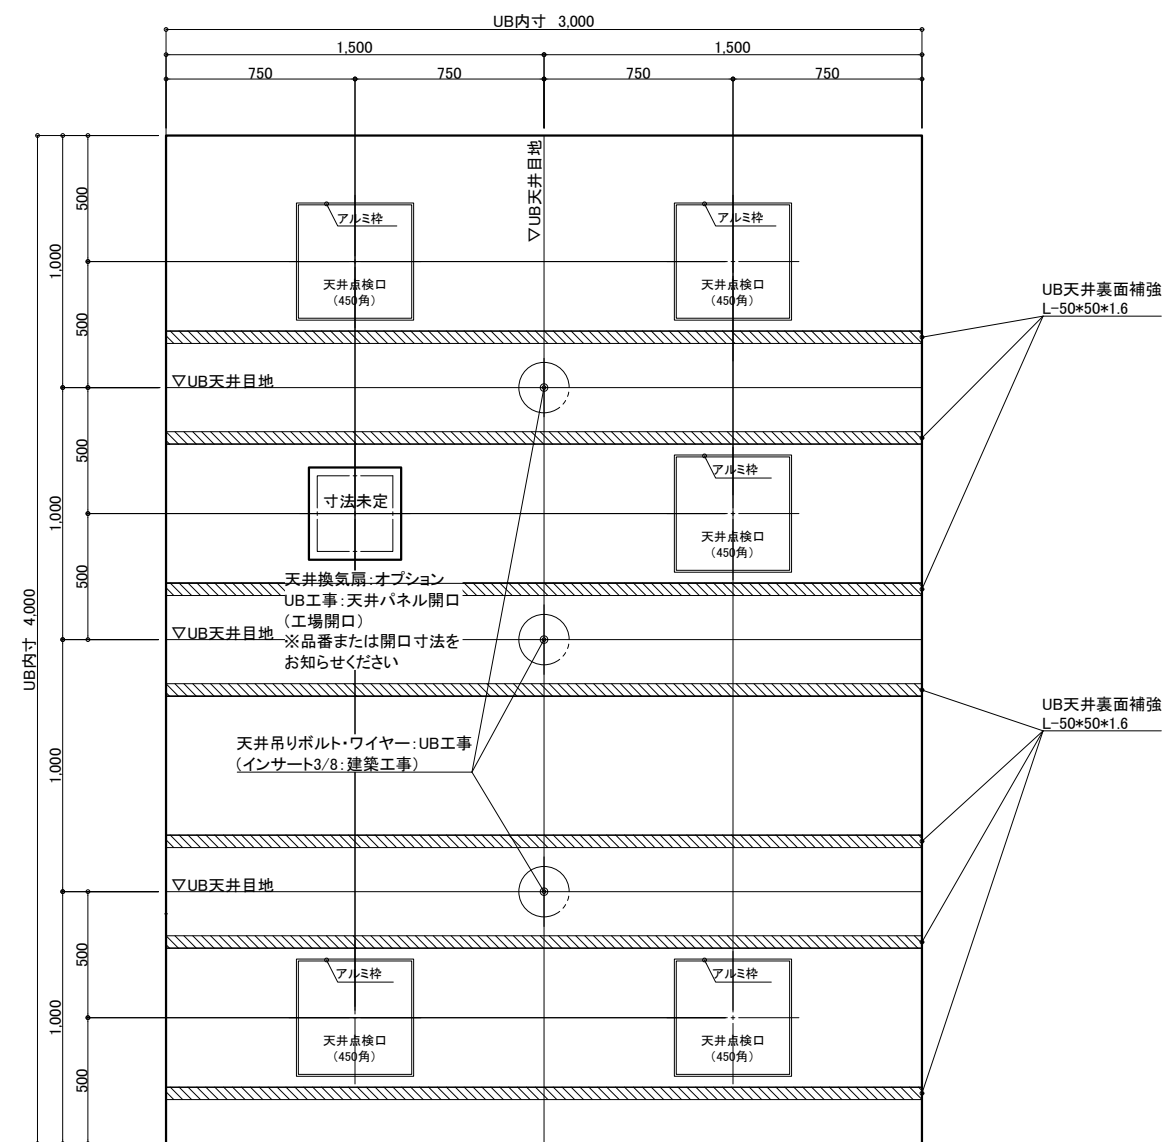 UB内寸 3,000
1,500
1,500
750
750
750
750
▽UB天井目地
500
1,000
500
アルミ枠
天井点検口
(450角)
アルミ枠
天井点検口
(450角)
UB天井裏面補強
L-50*50*1.6
▽UB天井目地
500
1,000
500
寸法未定
アルミ枠
天井点検口
(450角)
天井換気扇:オプション
UB工事:天井パネル開口
(工場開口)
※品番または開口寸法を
お知らせください
UB内寸 4,000
▽UB天井目地
UB天井裏面補強
L-50*50*1.6
天井吊りボルト・ワイヤー:UB工事
(インサート3/8:建築工事)
1,000
▽UB天井目地
500
1,000
500
アルミ枠
天井点検口
(450角)
アルミ枠
天井点検口
(450角)